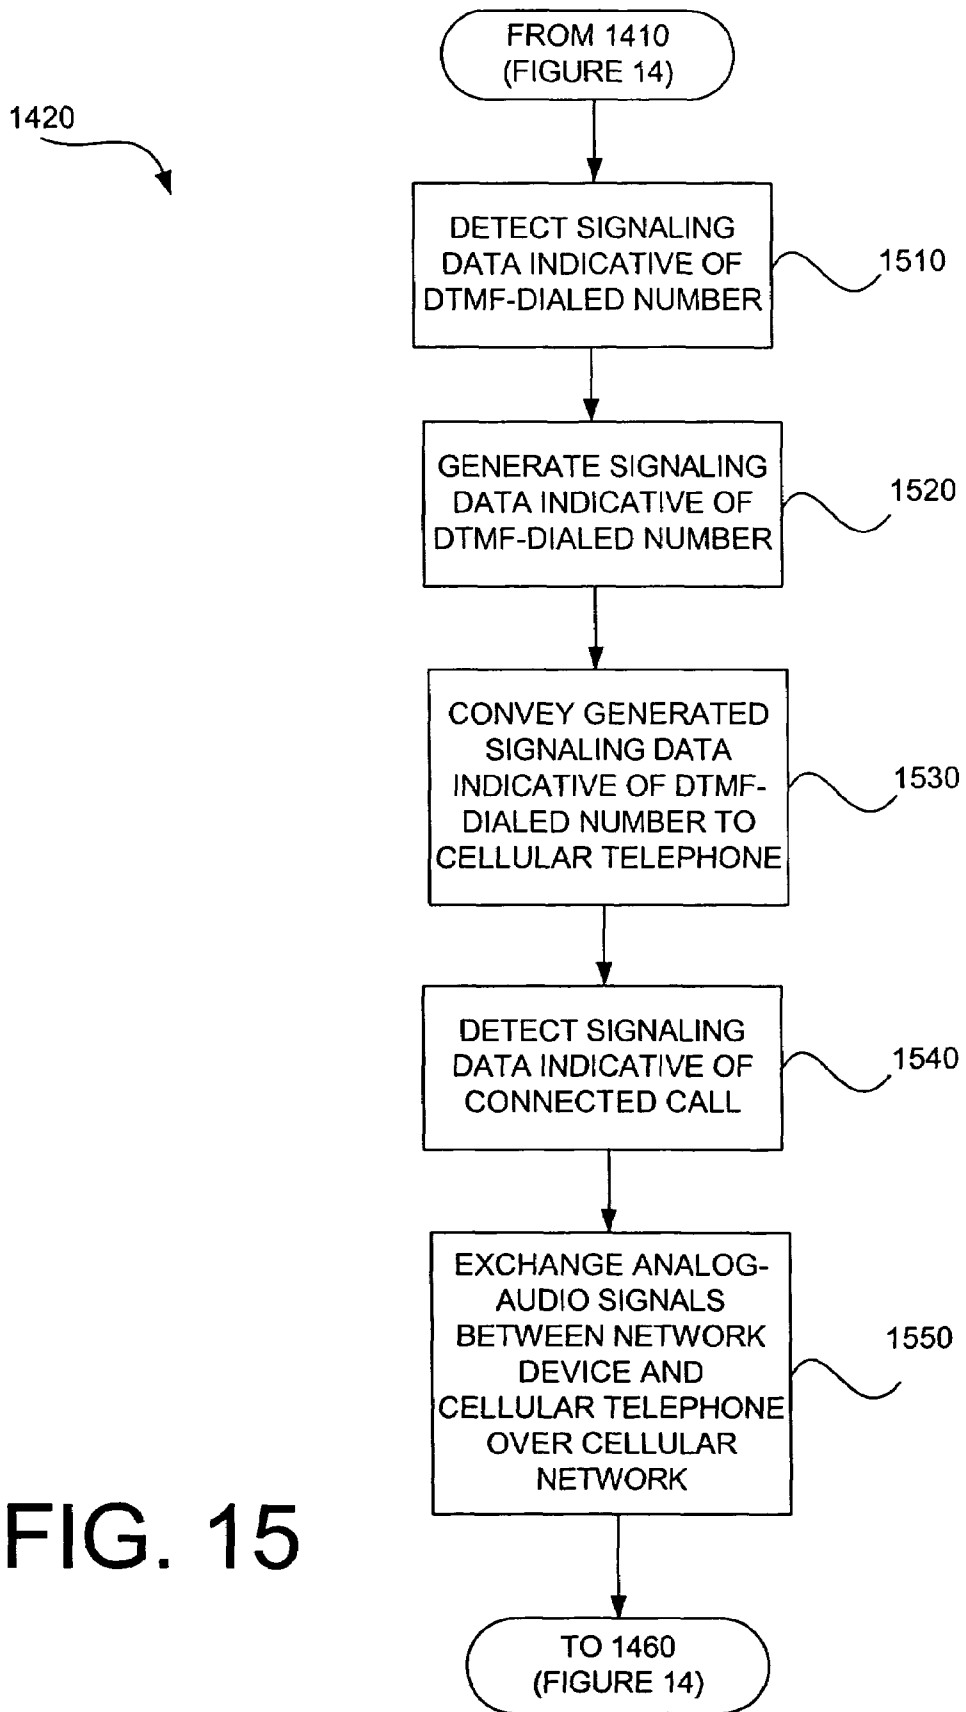 FROM 1410
(FIGURE 14)
1420
DETECT SIGNALING
DATA INDICATIVE OF
DTMF-DIALED NUMBER
1510
GENERATE SIGNALING
DATA INDICATIVE OF
DTMF-DIALED NUMBER
1520
CONVEY GENERATED
SIGNALING DATA
INDICATIVE OF DTMF-
DIALED NUMBER TO
CELLULAR TELEPHONE
1530
DETECT SIGNALING
DATA INDICATIVE OF
CONNECTED CALL
1540
EXCHANGE ANALOG-
AUDIO SIGNALS
BETWEEN NETWORK
DEVICE AND
CELLULAR TELEPHONE
OVER CELLULAR
NETWORK
1550
FIG. 15
TO 1460
(FIGURE 14)